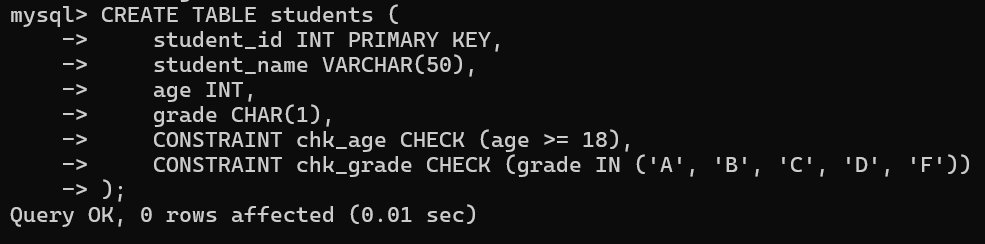 mysql> CREATE TABLE students (
    ->     student_id INT PRIMARY KEY,
    ->     student_name VARCHAR(50),
    ->     age INT,
    ->     grade CHAR(1),
    ->     CONSTRAINT chk_age CHECK (age >= 18),
    ->     CONSTRAINT chk_grade CHECK (grade IN ('A', 'B', 'C', 'D', 'F'))
    -> );
Query OK, 0 rows affected (0.01 sec)